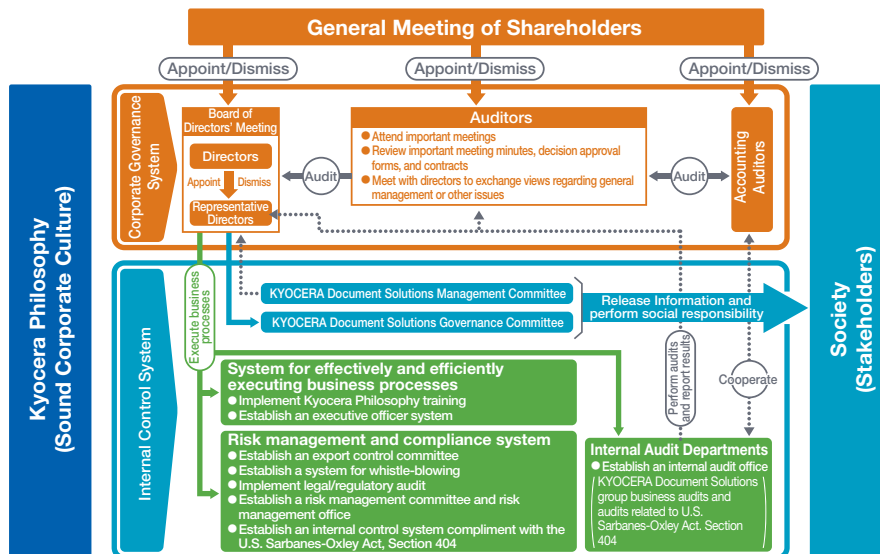 General Meeting of Shareholders
Appoint/Dismiss
Appoint/Dismiss
Appoint/Dismiss
Kyocera Philosophy
(Sound Corporate Culture)
Corporate Governance
System
Board of
Directors' Meeting
Directors
Appoint
Dismiss
Representative
Directors
Audit
Auditors
● Attend important meetings
● Review important meeting minutes, decision approval
forms, and contracts
● Meet with directors to exchange views regarding general
management or other issues
Audit
Accounting
Auditors
Society
(Stakeholders)
Internal Control System
Execute business
processes
KYOCERA Document Solutions Management Committee
KYOCERA Document Solutions Governance Committee
Release Information and
perform social responsibility
System for effectively and efficiently
executing business processes
● Implement Kyocera Philosophy training
● Establish an executive officer system
Perform audits
and report results
Cooperate
Risk management and compliance system
● Establish an export control committee
● Establish a system for whistle-blowing
● Implement legal/regulatory audit
● Establish a risk management committee and risk
management office
● Establish an internal control system compliment with the
U.S. Sarbanes-Oxley Act, Section 404
Internal Audit Departments
● Establish an internal audit office
(KYOCERA Document Solutions
group business audits and
audits related to U.S.
Sarbanes-Oxley Act. Section
404)